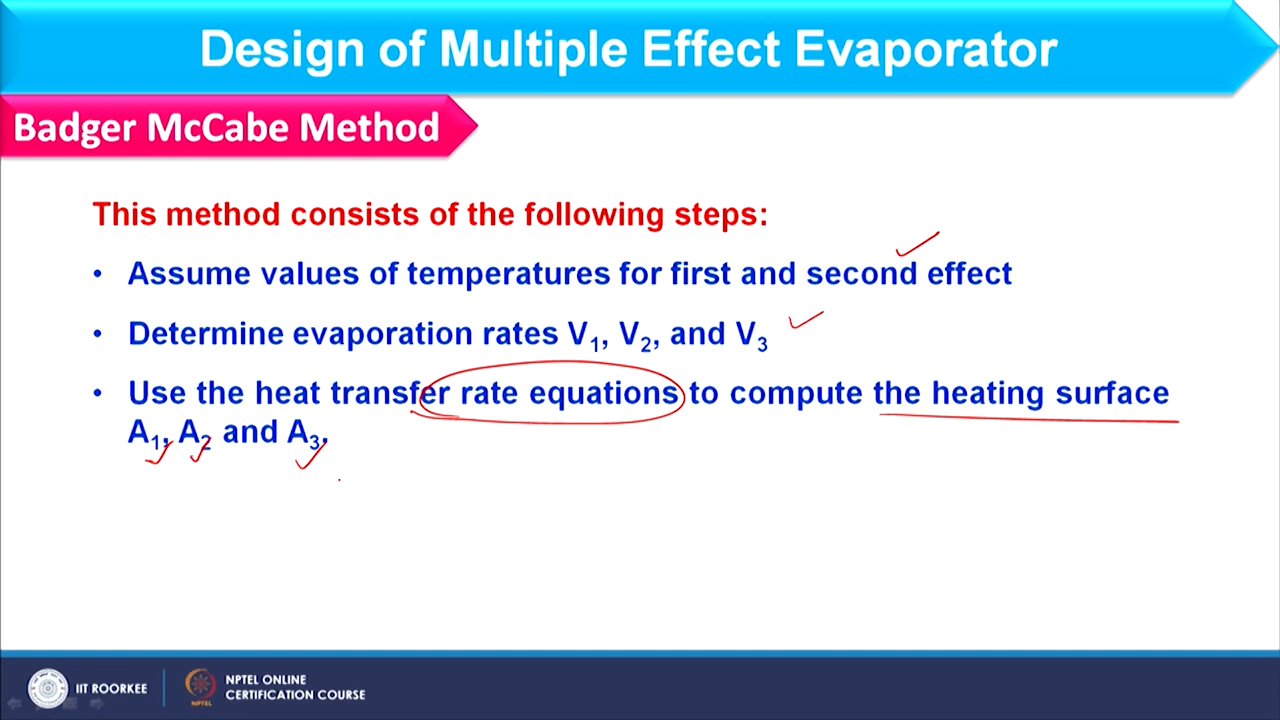 Design of Multiple Effect Evaporator
Badger McCabe Method
This method consists of the following steps:
• Assume values of temperatures for first and second effect
• Determine evaporation rates V₁, V₂, and V₃
• Use the heat transfer rate equations to compute the heating surface
A₁, A₂ and A₃.
IIT ROORKEE
NPTEL
NPTEL ONLINE
CERTIFICATION COURSE